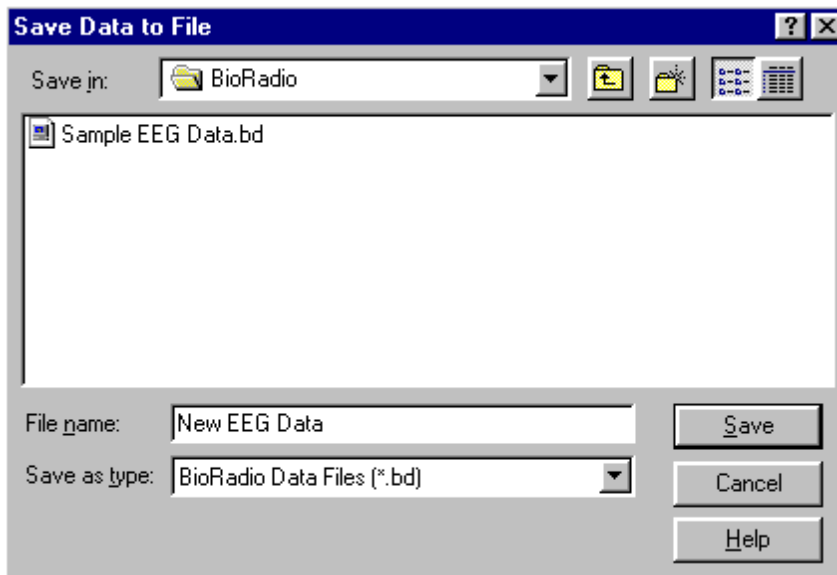 Save Data to File
Save in: BioRadio
Sample EEG Data.bd
File name: New EEG Data Save
Save as type: BioRadio Data Files (*.bd) Cancel
Help